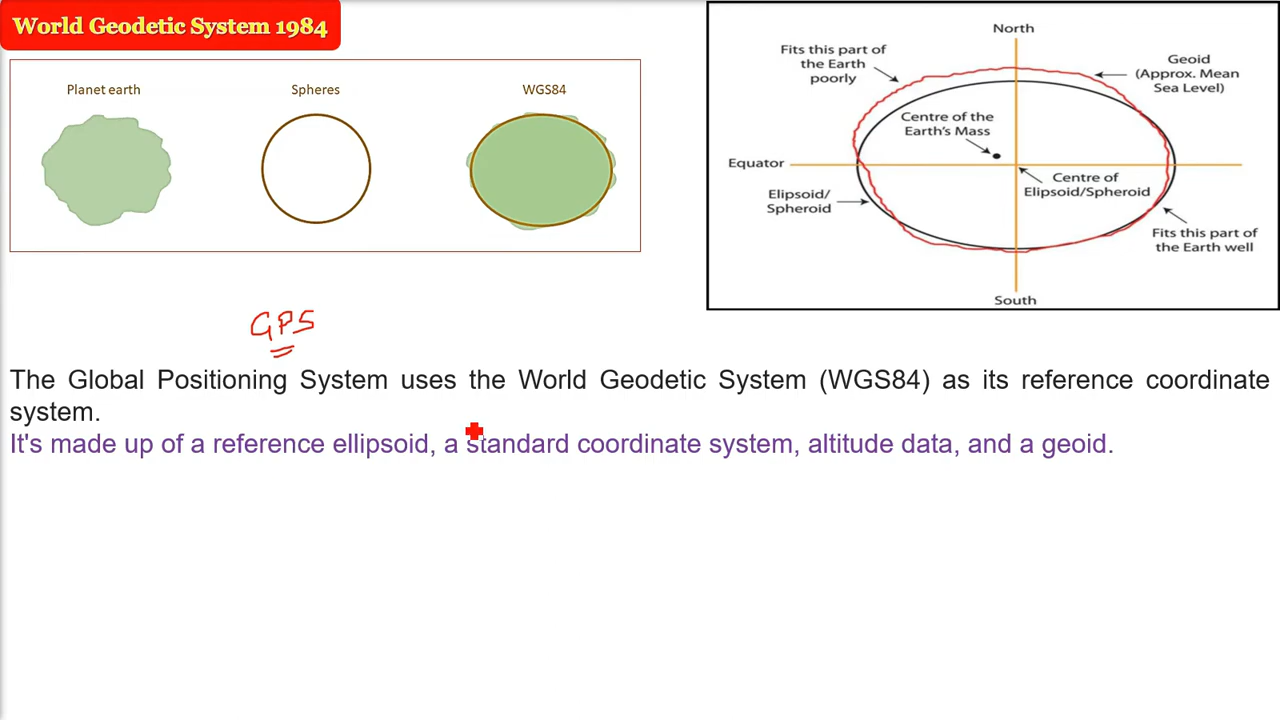 World Geodetic System 1984
Planet earth
Spheres
WGS84
North
Fits this part of
the Earth
poorly
Geoid
(Approx. Mean
Sea Level)
Centre of the
Earth's Mass
Equator
Centre of
Elipsoid/Spheroid
Elipsoid/
Spheroid
Fits this part of
the Earth well
South
GPS
The Global Positioning System uses the World Geodetic System (WGS84) as its reference coordinate
system.
It's made up of a reference ellipsoid, a standard coordinate system, altitude data, and a geoid.